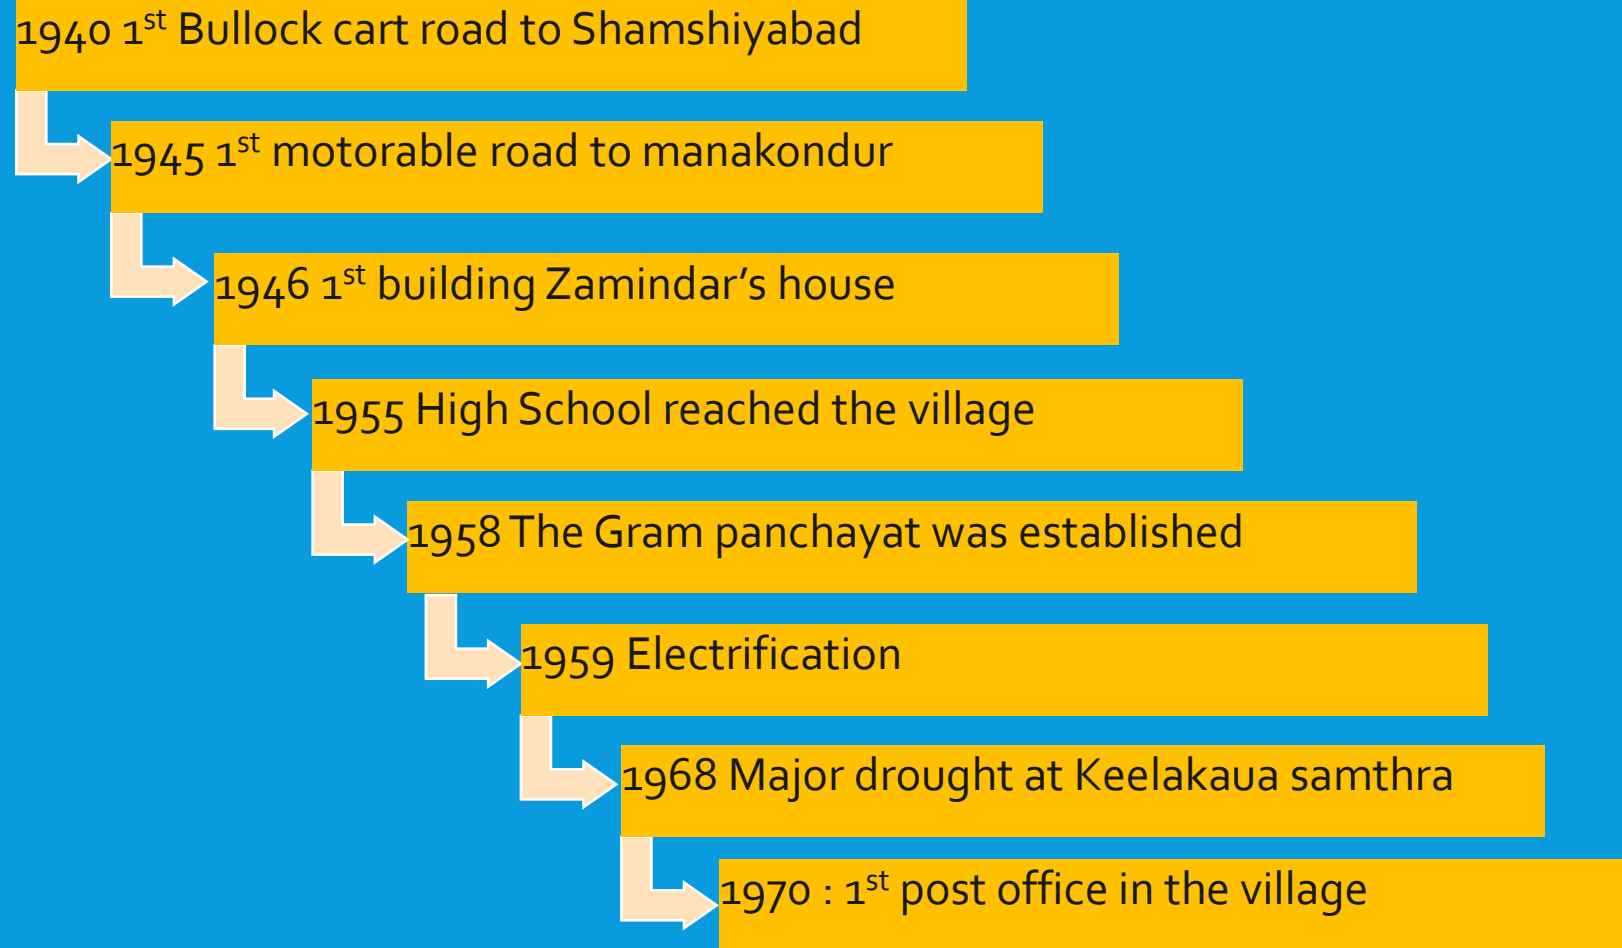 1940 1st Bullock cart road to Shamshiyabad
1945 1st motorable road to manakondur
1946 1st building Zamindar’s house
1955 High School reached the village
1958 The Gram panchayat was established
1959 Electrification
1968 Major drought at Keelakaua samthra
1970 : 1st post office in the village